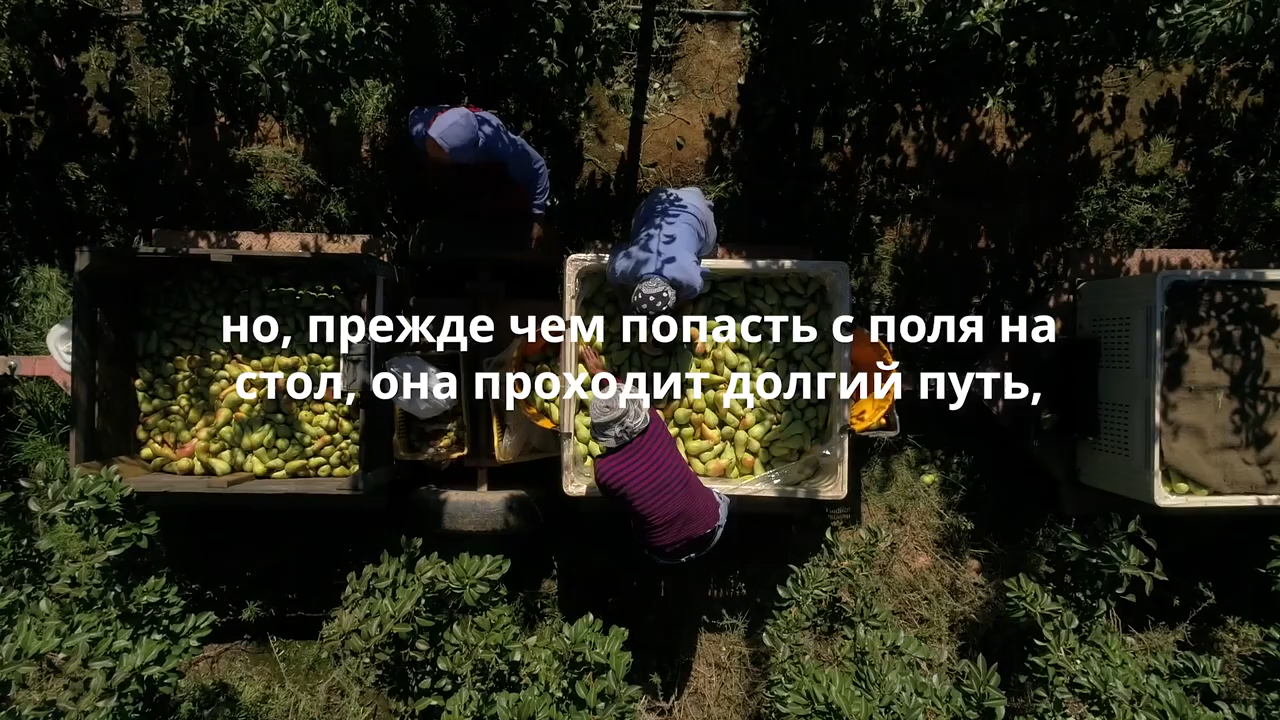 но, прежде чем попасть с поля на
стол, она проходит долгий путь,